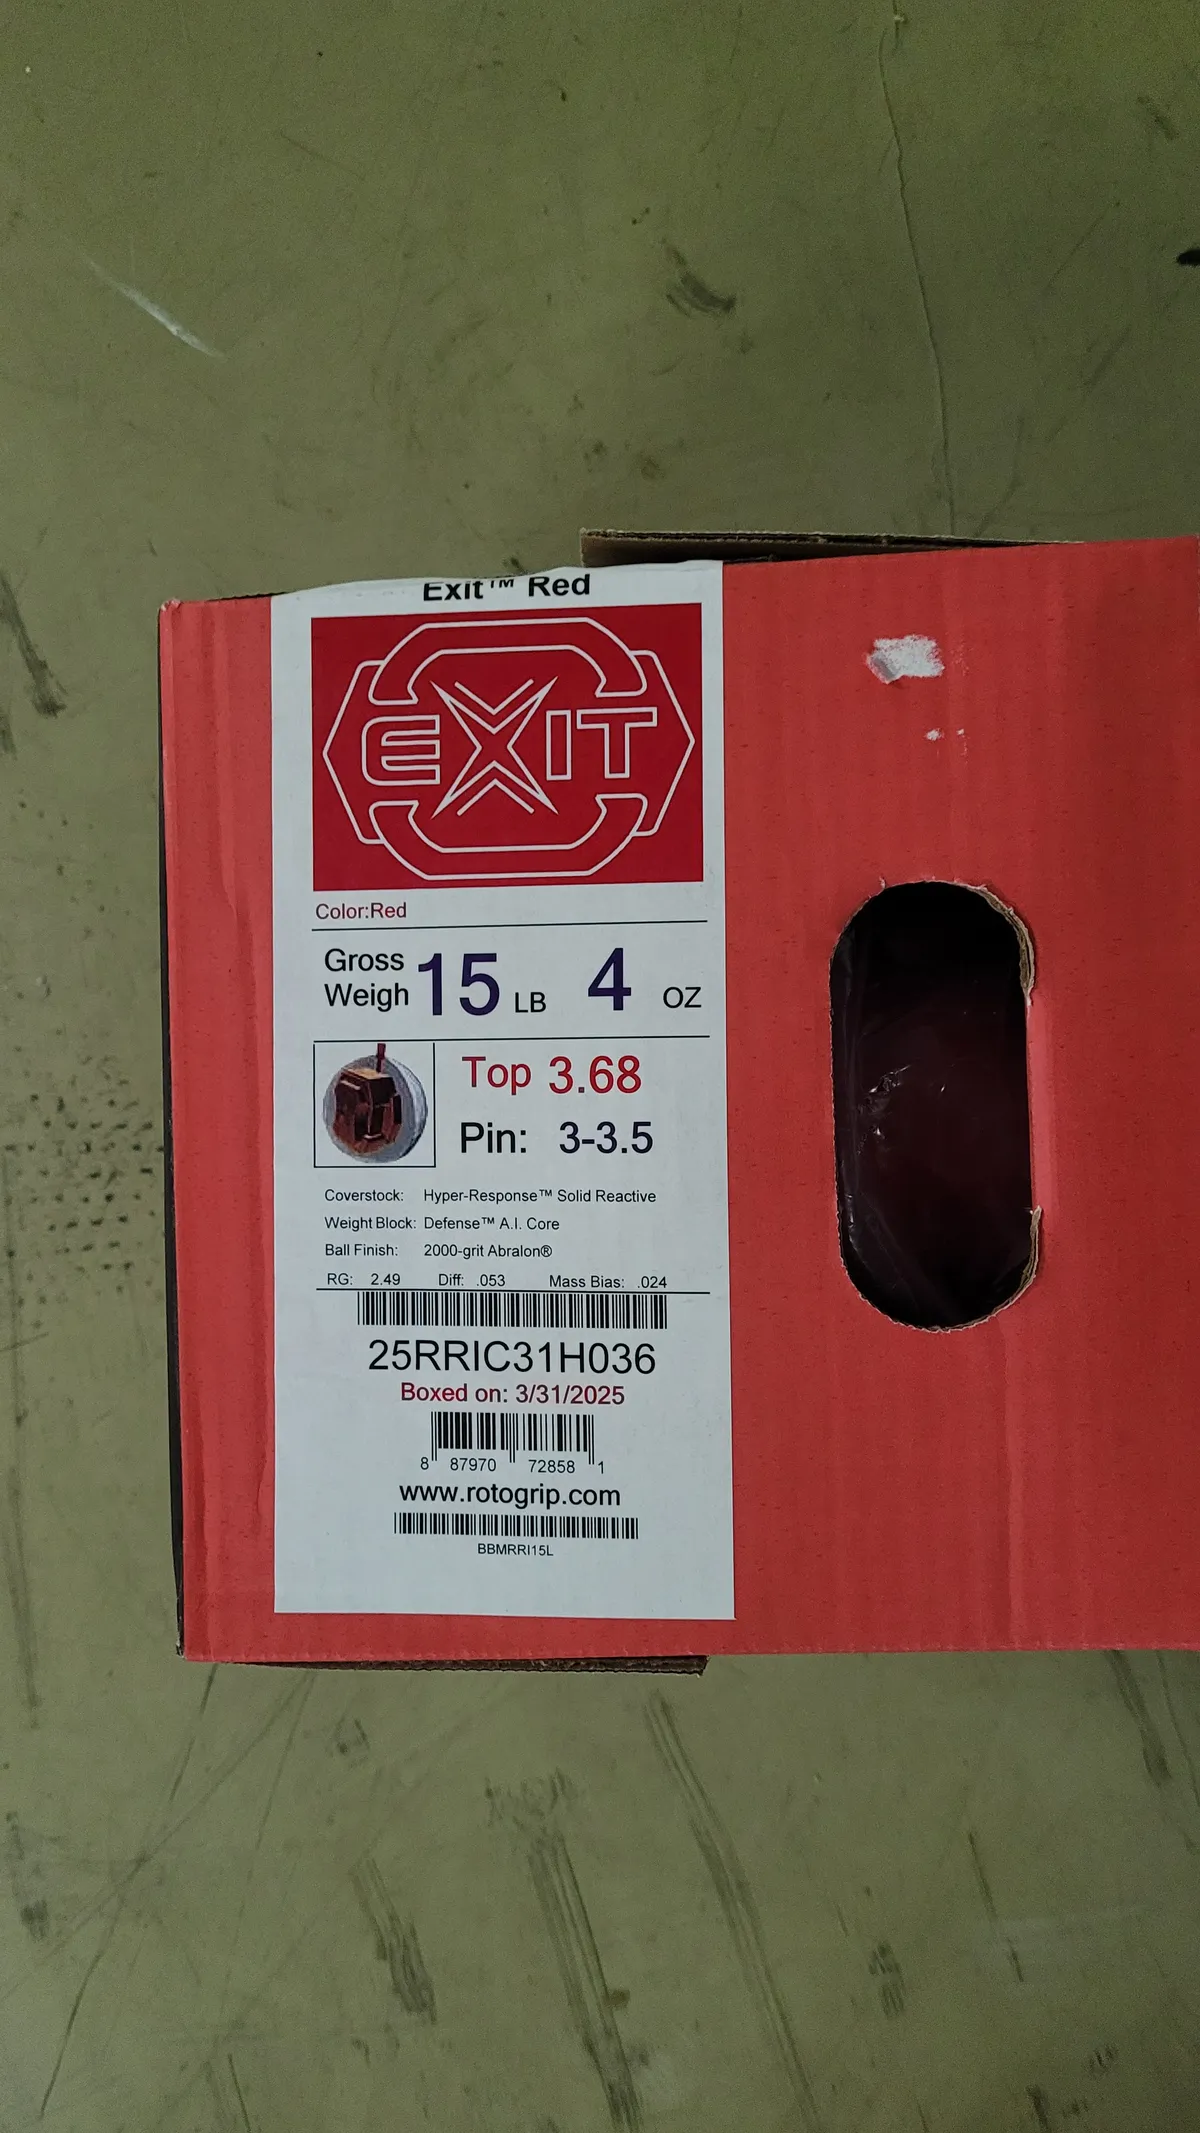 Exit™ Red
EXIT
Color:Red
Gross Weigh 15 LB 4 OZ
Top 3.68
Pin: 3-3.5
Coverstock: Hyper-Response™ Solid Reactive
Weight Block: Defense™ A.I. Core
Ball Finish: 2000-grit Abralon®
RG: 2.49 Diff: .053 Mass Bias: .024
25RRIC31H036
Boxed on: 3/31/2025
8 87970 72858 1
www.rotogrip.com
BBMRRI15L